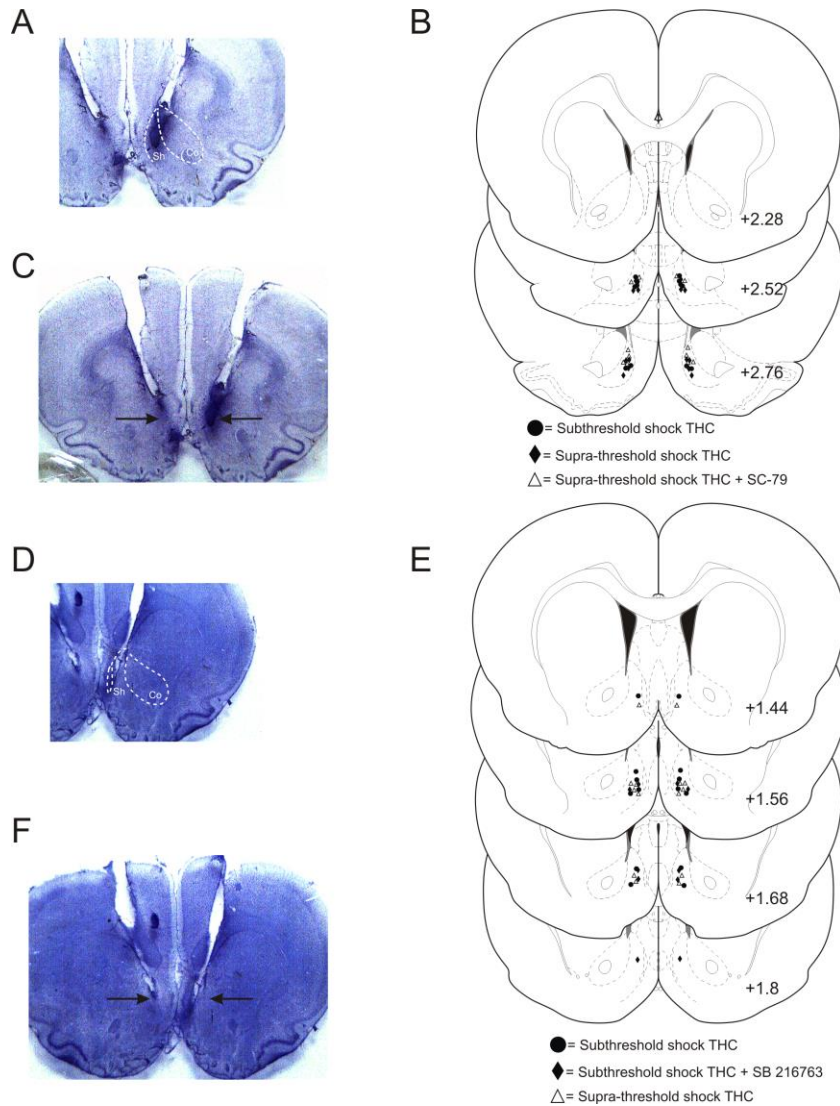 A
Sh
Co
B
+2.28
+2.52
+2.76
●= Subthreshold shock THC
♦= Supra-threshold shock THC
△= Supra-threshold shock THC + SC-79
C
D
Sh
Co
E
+1.44
+1.56
+1.68
+1.8
●= Subthreshold shock THC
♦= Subthreshold shock THC + SB 216763
△= Supra-threshold shock THC
F